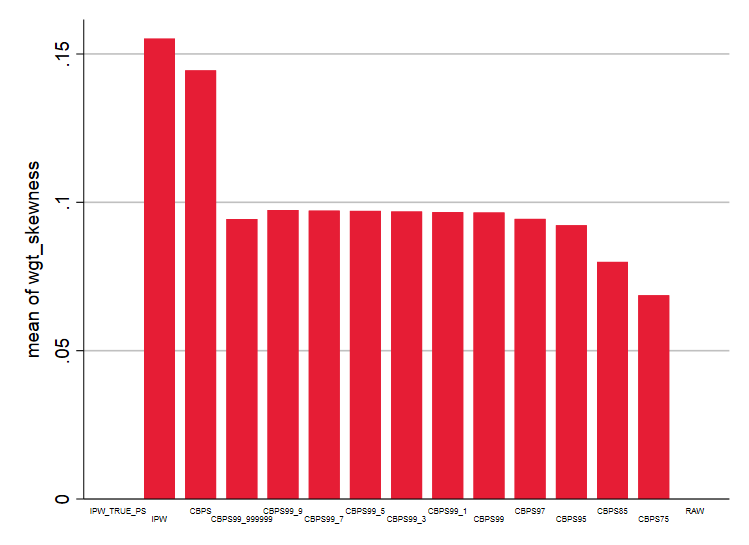 .15
.1
.05
0
mean of wgt_skewness
IPW_TRUE_PS
IPW
CBPS
CBPS99_999999
CBPS99_9
CBPS99_7
CBPS99_5
CBPS99_3
CBPS99_1
CBPS99
CBPS97
CBPS95
CBPS85
CBPS75
RAW